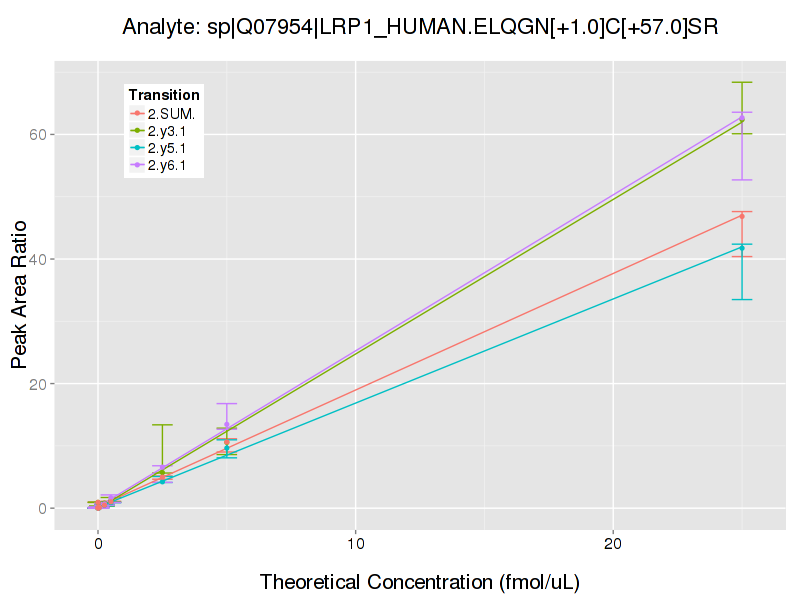 Analyte: sp|Q07954|LRP1_HUMAN.ELQGN[+1.0]C[+57.0]SR
Transition
2.SUM.
2.y3.1
2.y5.1
2.y6.1
Peak Area Ratio
60
40
20
0
0 10 20
Theoretical Concentration (fmol/uL)